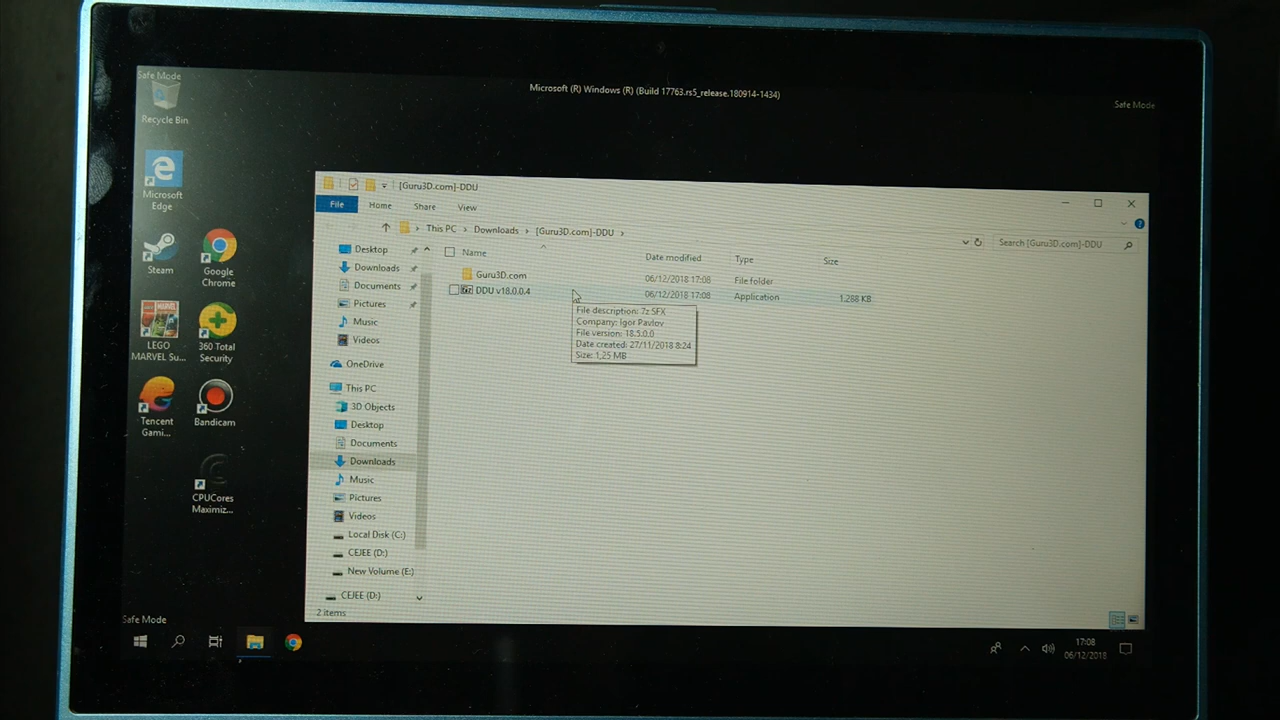 Safe Mode
Microsoft (R) Windows (R) (Build 17763.rs5_release.180914-1434)
Safe Mode
Recycle Bin
Microsoft
Edge
Steam
Google
Chrome
LEGO
MARVEL Su...
360 Total
Security
Tencent
Gami...
Bandicam
CPUCores
Maximiz...
[Guru3D.com]-DDU
File Home Share View
This PC > Downloads > [Guru3D.com]-DDU >
Search [Guru3D.com]-DDU
Name Date modified Type Size
Guru3D.com 06/12/2018 17:08 File folder
DDU v18.0.0.4 06/12/2018 17:08 Application 1.288 KB
File description: 7z SFX
Company: Igor Pavlov
File version: 18.5.0.0
Date created: 27/11/2018 8:24
Size: 1,25 MB
Desktop
Downloads
Documents
Pictures
Music
Videos
OneDrive
This PC
3D Objects
Desktop
Documents
Downloads
Music
Pictures
Videos
Local Disk (C:)
CEJEE (D:)
New Volume (E:)
CEJEE (D:)
2 items
Safe Mode
17:08
06/12/2018